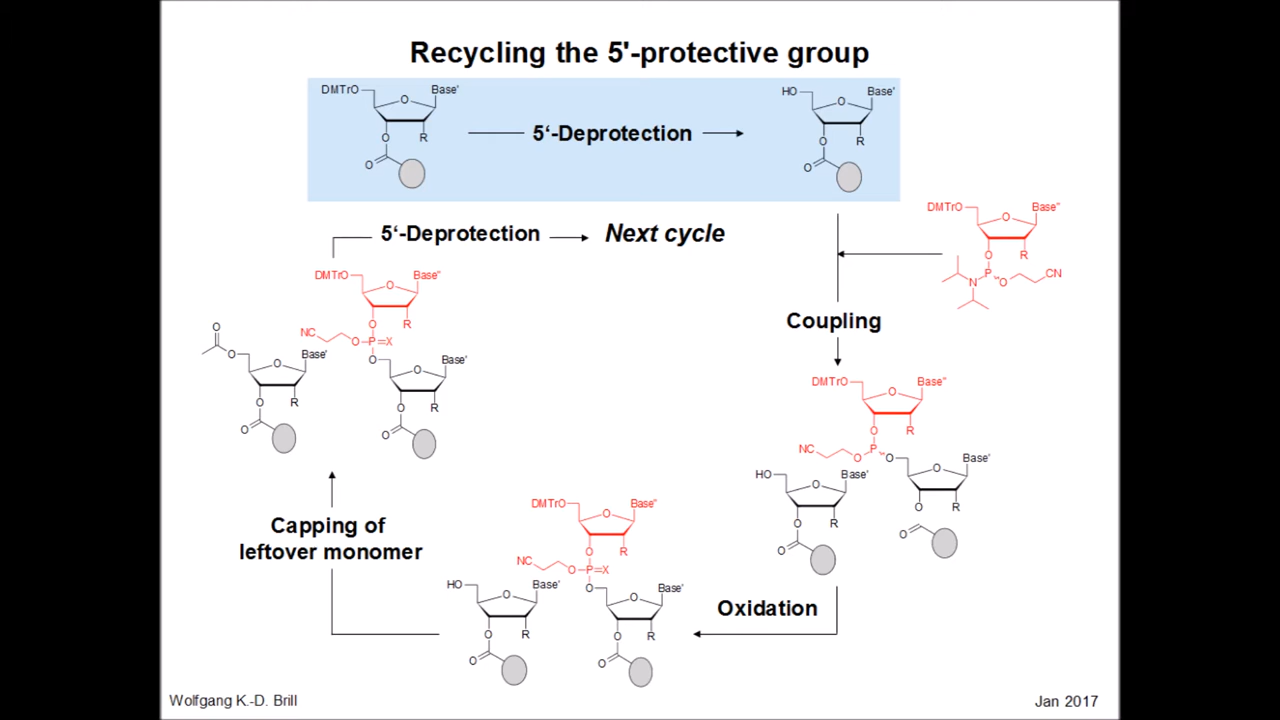 Recycling the 5'-protective group
DMTrO
O
Base'
O
R
O
5‘-Deprotection
HO
O
Base'
O
R
O
5‘-Deprotection
Next cycle
DMTrO
O
Base"
O
R
N
P
O
CN
Coupling
DMTrO
O
Base"
O
R
NC
O
P
O
HO
O
Base'
O
R
O
O
Base'
O
R
O
Oxidation
DMTrO
O
Base"
O
R
NC
O
P=X
O
HO
O
Base'
O
R
O
O
Base'
O
R
O
Capping of
leftover monomer
DMTrO
O
Base"
O
R
NC
O
P=X
O
O
O
O
Base'
O
R
O
O
Base'
O
R
O
Wolfgang K.-D. Brill
Jan 2017